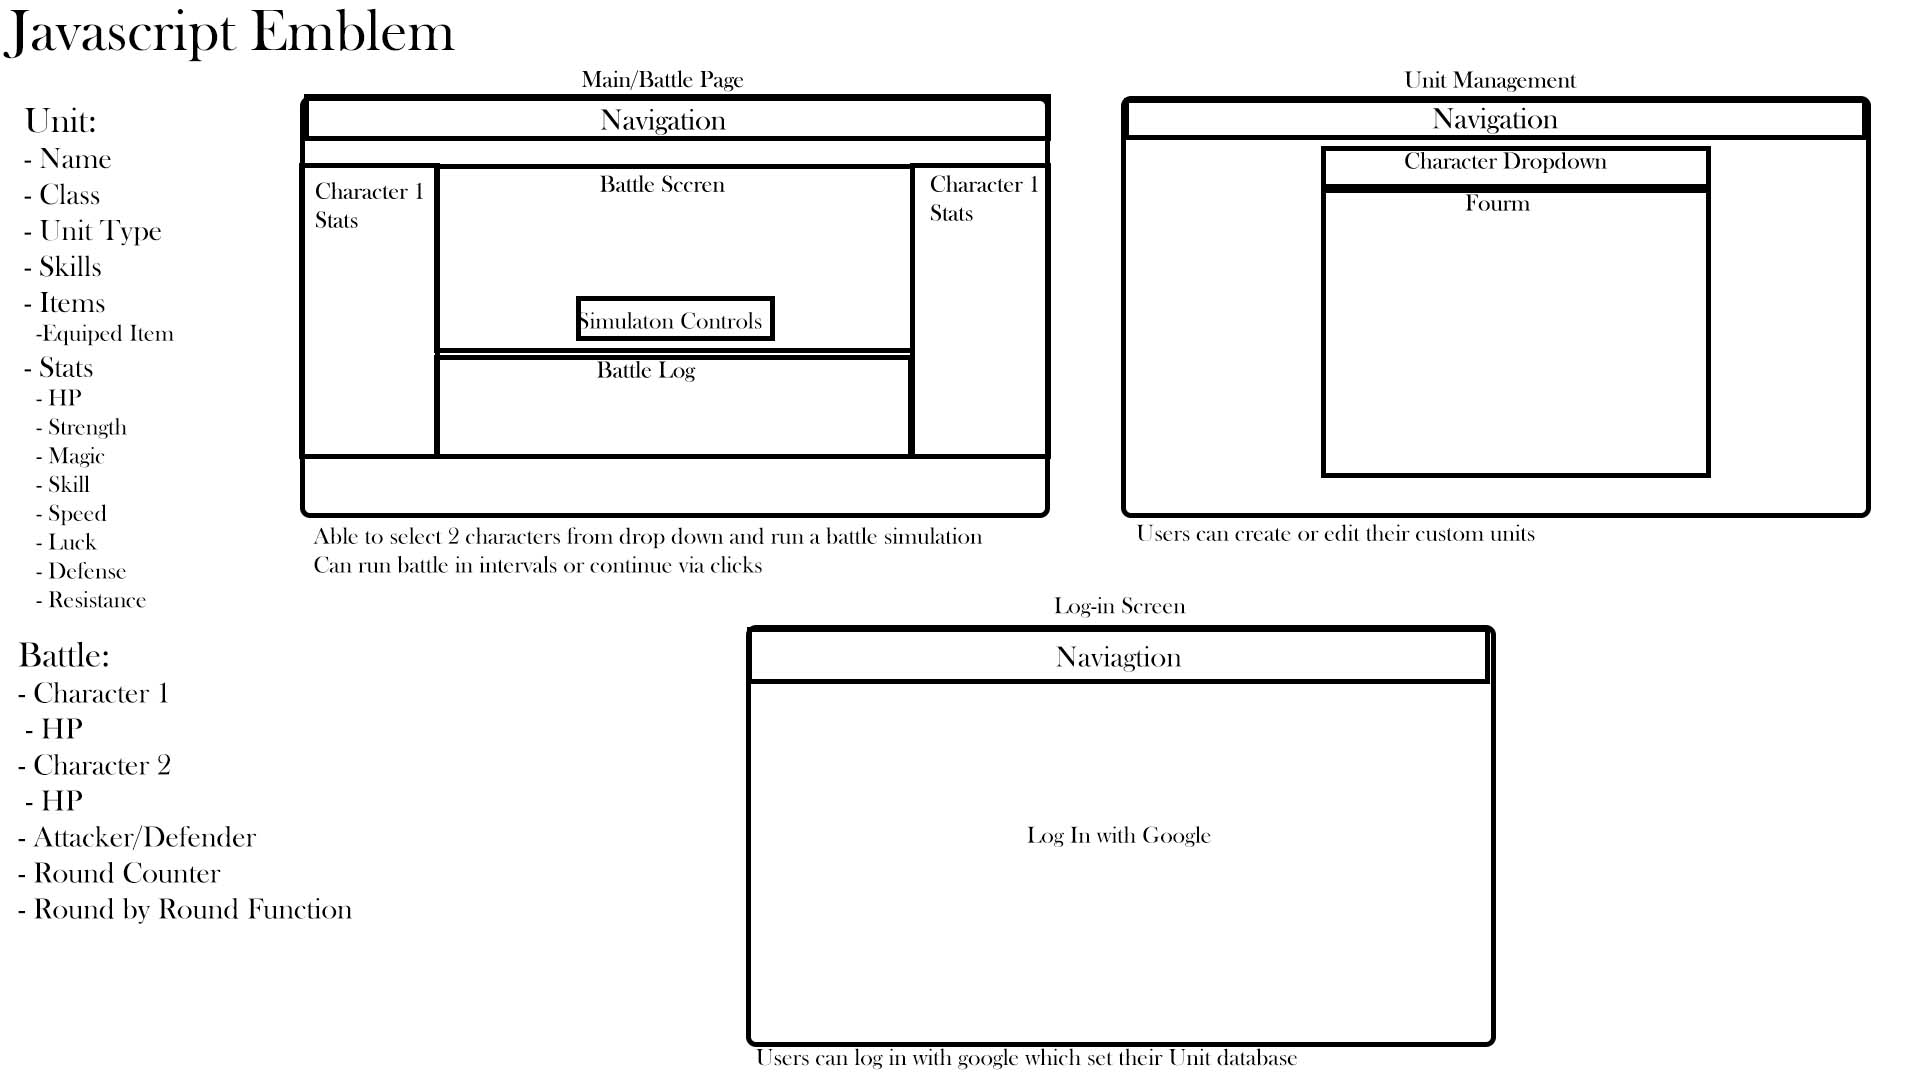 Javascript Emblem
Unit:
- Name
- Class
- Unit Type
- Skills
- Items
-Equiped Item
- Stats
- HP
- Strength
- Magic
- Skill
- Speed
- Luck
- Defense
- Resistance
Battle:
- Character 1
- HP
- Character 2
- HP
- Attacker/Defender
- Round Counter
- Round by Round Function
Main/Battle Page
Navigation
Character 1
Stats
Battle Sccren
Simulaton Controls
Battle Log
Character 1
Stats
Able to select 2 characters from drop down and run a battle simulation
Can run battle in intervals or continue via clicks
Unit Management
Navigation
Character Dropdown
Fourm
Users can create or edit their custom units
Log-in Screen
Naviagtion
Log In with Google
Users can log in with google which set their Unit database